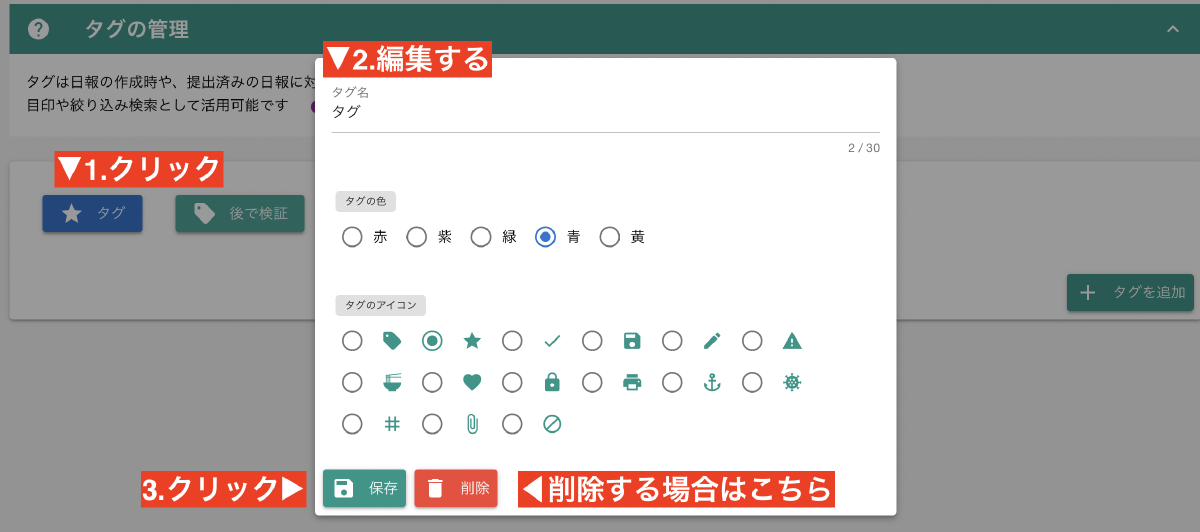 タグの管理
▼2.編集する
タグは日報の作成時や、提出済みの日報に対
目印や絞り込み検索として活用可能です
タグ名
タグ
2 / 30
▼1.クリック
タグ
後で検証
タグの色
赤 紫 緑 青 黄
タグを追加
タグのアイコン
3.クリック▶
保存
削除
◀削除する場合はこちら